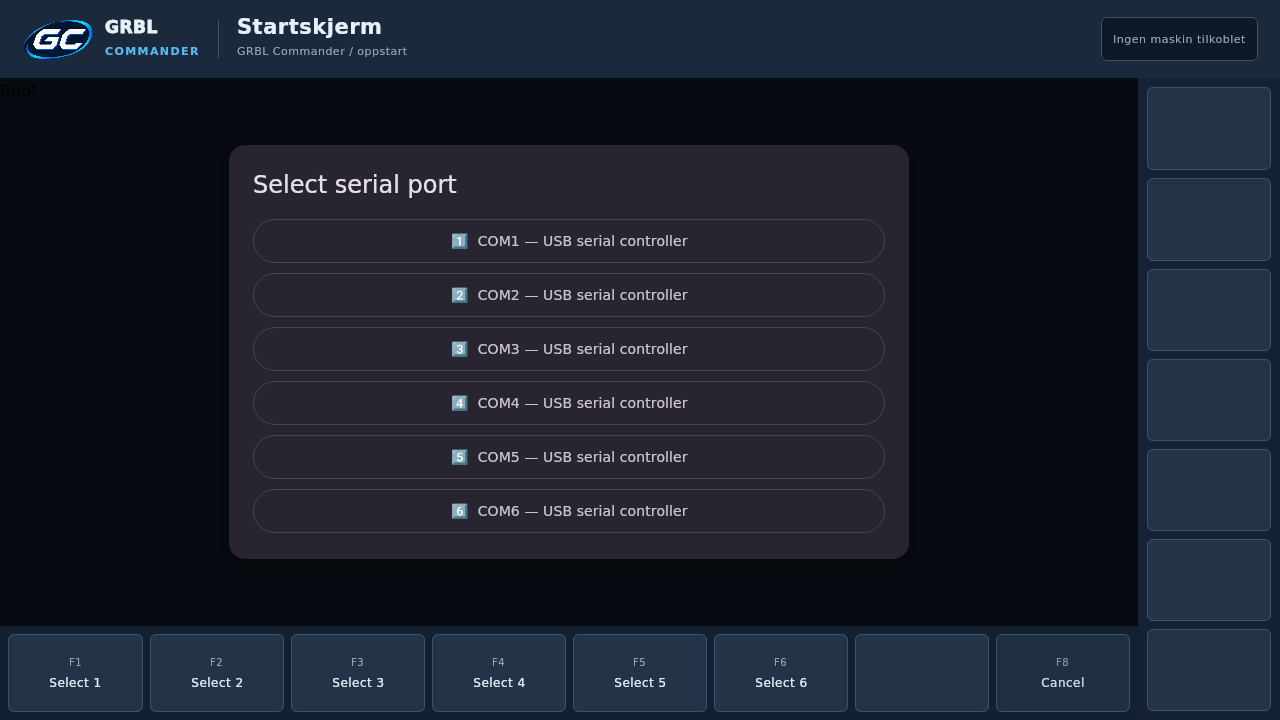 GC
GRBL
COMMANDER
Startskjerm
GRBL Commander / oppstart
Ingen maskin tilkoblet
Root
Select serial port
1 COM1 — USB serial controller
2 COM2 — USB serial controller
3 COM3 — USB serial controller
4 COM4 — USB serial controller
5 COM5 — USB serial controller
6 COM6 — USB serial controller
F1
Select 1
F2
Select 2
F3
Select 3
F4
Select 4
F5
Select 5
F6
Select 6
F8
Cancel